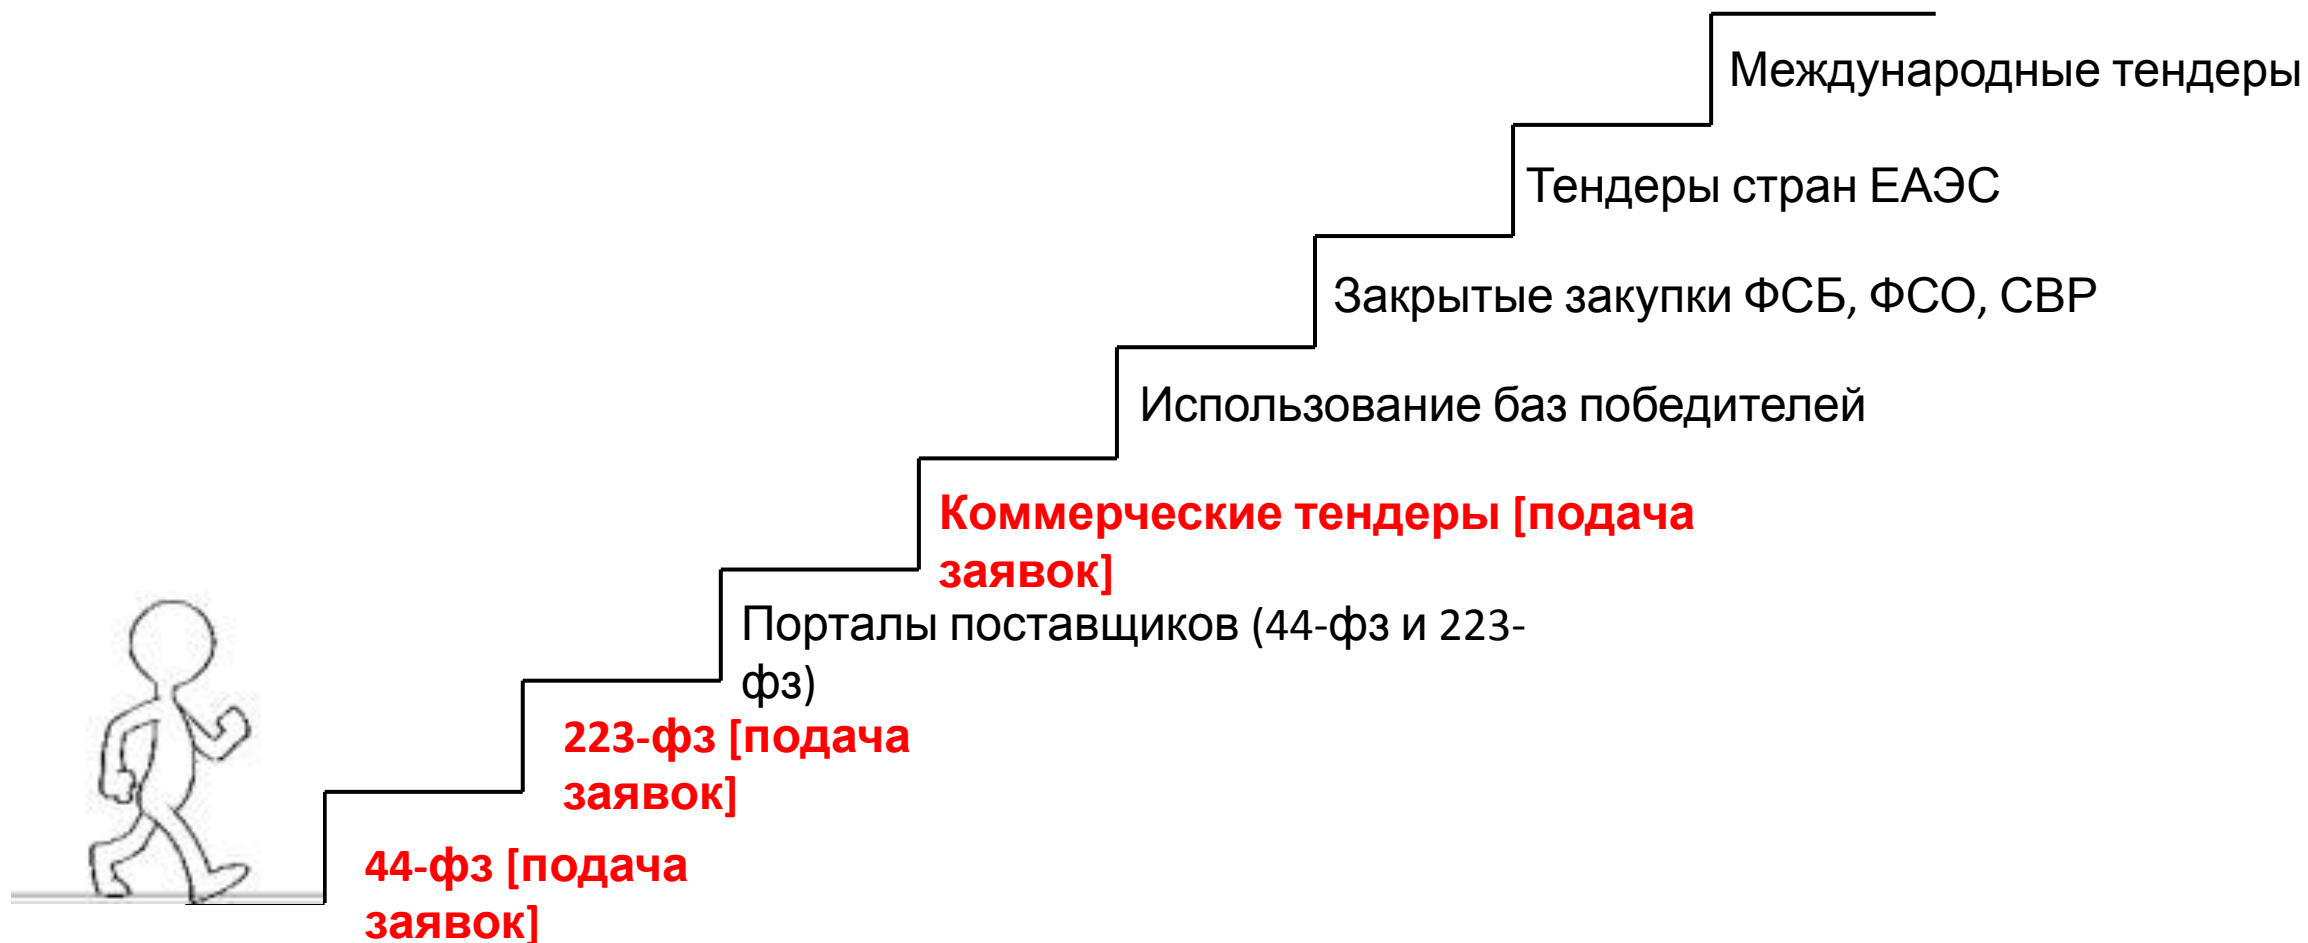 Международные тендеры
Тендеры стран ЕАЭС
Закрытые закупки ФСБ, ФСО, СВР
Использование баз победителей
Коммерческие тендеры [подача
заявок]
Порталы поставщиков (44-фз и 223-
фз)
223-фз [подача
заявок]
44-фз [подача
заявок]